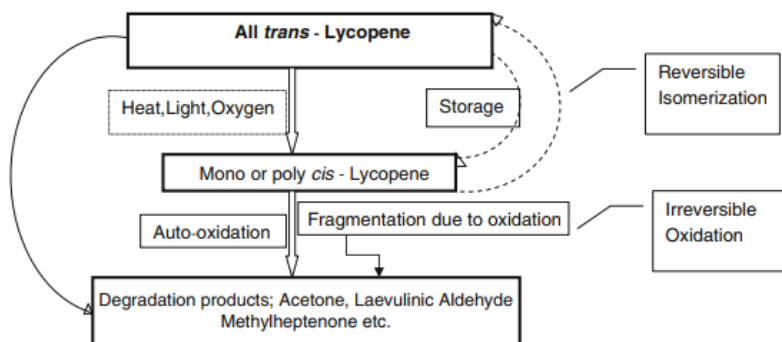 All trans - Lycopene
Heat,Light,Oxygen
Storage
Reversible
Isomerization
Mono or poly cis - Lycopene
Auto-oxidation
Fragmentation due to oxidation
Irreversible
Oxidation
Degradation products; Acetone, Laevulinic Aldehyde
Methylheptenone etc.